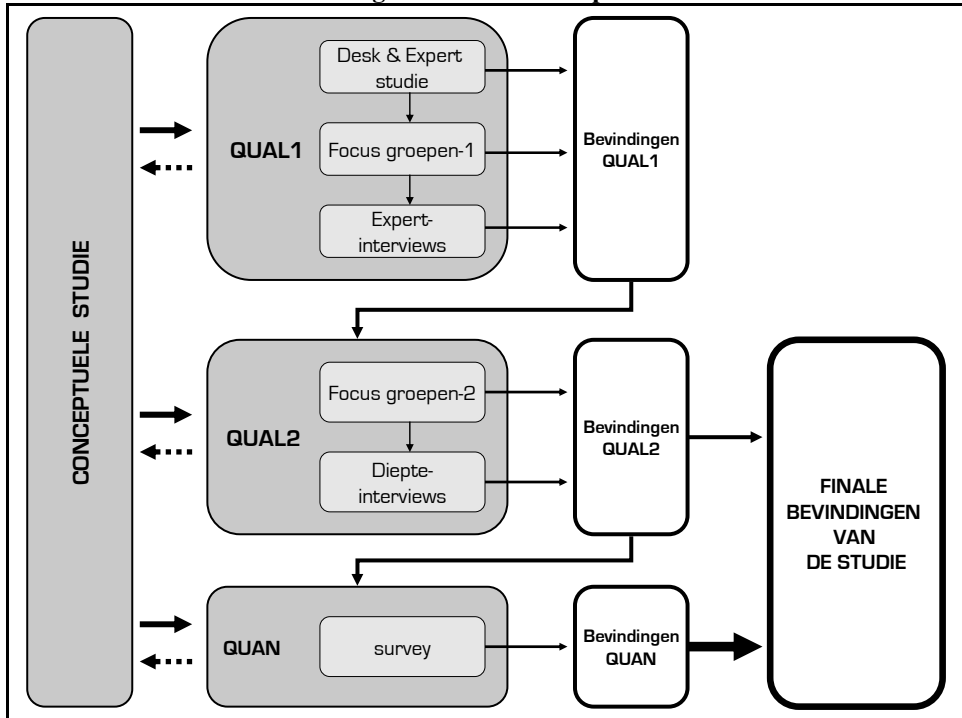 CONCEPTUELE STUDIE
QUAL1
Desk & Expert
studie
Focus groepen-1
Expert-
interviews
Bevindingen
QUAL1
QUAL2
Focus groepen-2
Diepte-
interviews
Bevindingen
QUAL2
QUAN
survey
Bevindingen
QUAN
FINALE
BEVINDINGEN
VAN
DE STUDIE